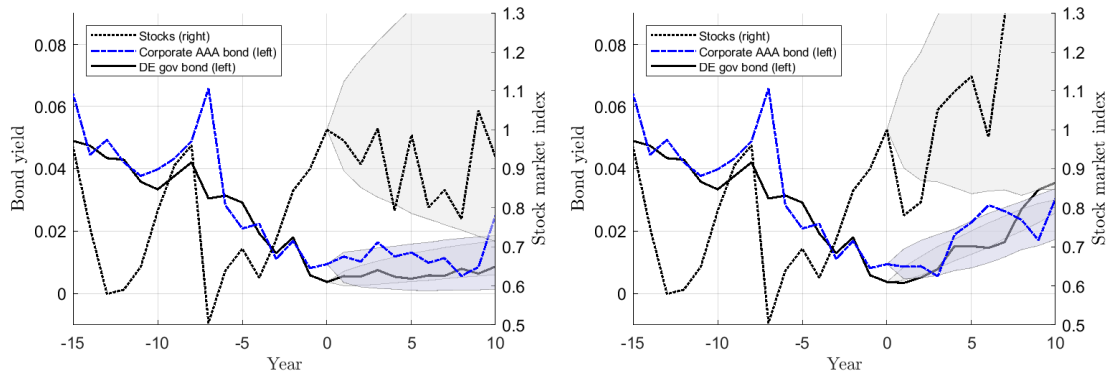 Stocks (right)
Corporate AAA bond (left)
DE gov bond (left)
0.08
0.06
0.04
0.02
0
Bond yield
1.3
1.2
1.1
1
0.9
0.8
0.7
0.6
0.5
Stock market index
-15 -10 -5 0 5 10
Year
Stocks (right)
Corporate AAA bond (left)
DE gov bond (left)
0.08
0.06
0.04
0.02
0
Bond yield
1.3
1.2
1.1
1
0.9
0.8
0.7
0.6
0.5
Stock market index
-15 -10 -5 0 5 10
Year